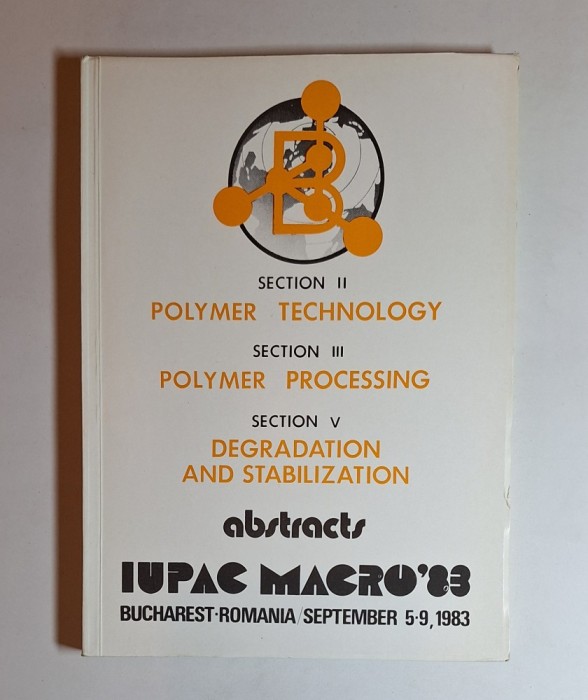 B
SECTION II
POLYMER TECHNOLOGY
SECTION III
POLYMER PROCESSING
SECTION V
DEGRADATION
AND STABILIZATION
abstracts
IUPAC MACRO'83
BUCHAREST·ROMANIA/SEPTEMBER 5-9, 1983